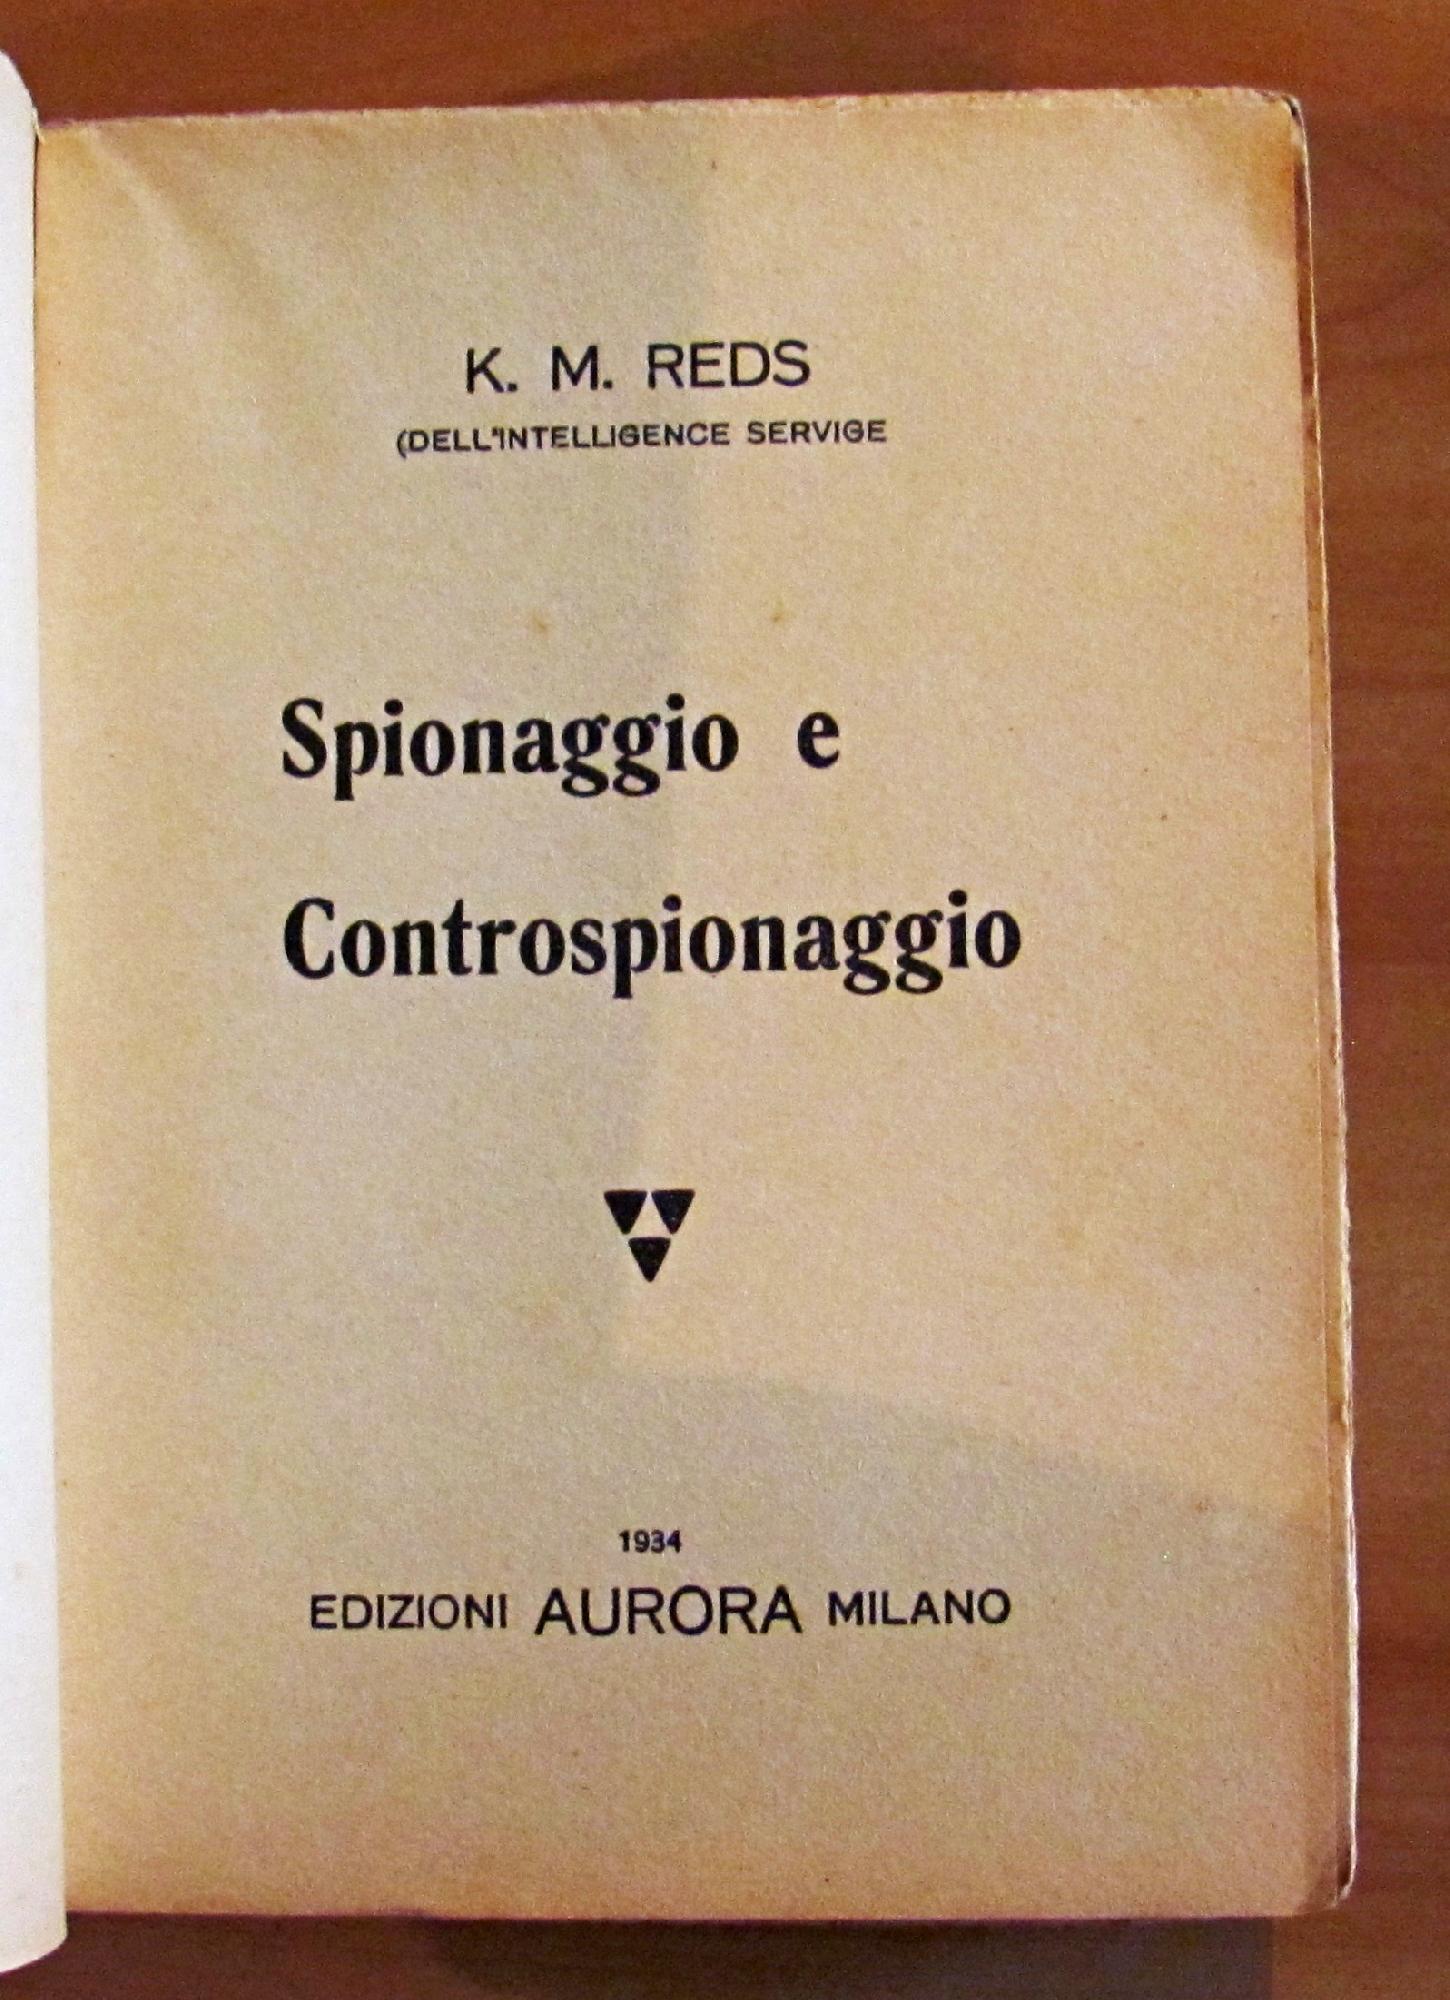 K. M. REDS
(DELL'INTELLIGENCE SERVIGE
Spionaggio e
Controspionaggio
1934
EDIZIONI AURORA MILANO